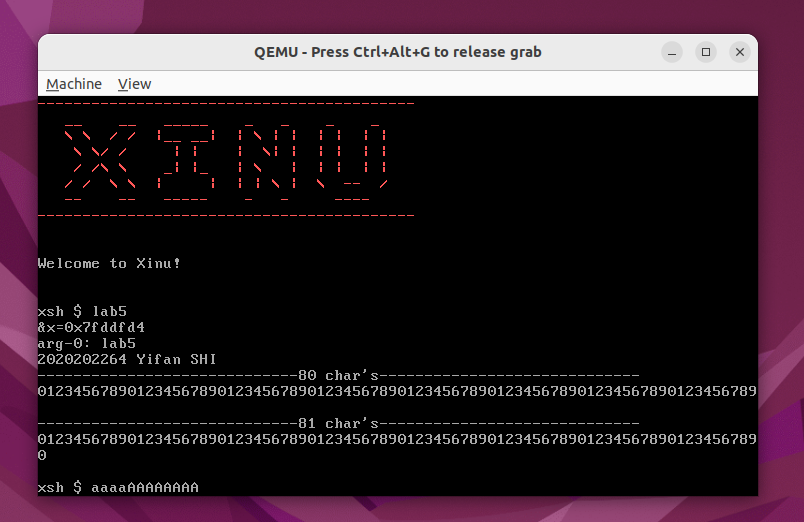 QEMU - Press Ctrl+Alt+G to release grab
Machine View
XINU
Welcome to Xinu!
xsh $ lab5
&x=0x7fddfd4
arg-0: lab5
2020202264 Yifan SHI
-----------------------------80 char's-----------------------------
01234567890123456789012345678901234567890123456789012345678901234567890123456789
-----------------------------81 char's-----------------------------
01234567890123456789012345678901234567890123456789012345678901234567890123456789
0
xsh $ aaaaAAAAAAAA